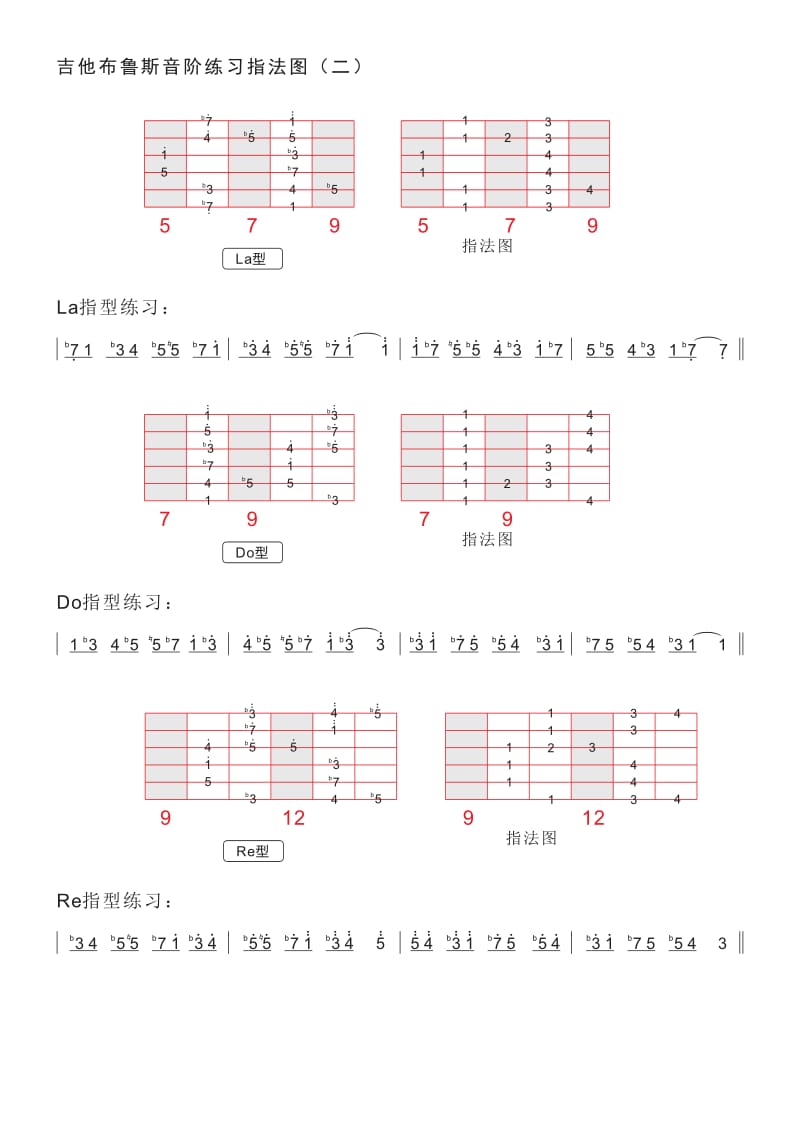 吉他布鲁斯音阶练习指法图（二）
♭7̣ 1̇̇ 1 3
4̇ ♭5̇ 5̇ 1 2 3
1̇ ♭3̇ 1 4
5 ♭7 1 4
♭3 4 ♭5 1 3 4
♭7̣ 1 1 3
5 7 9 5 7 9
La型 指法图
La指型练习：
| ♭7̣ 1 ♭3 4 ♭5 ♮5 ♭7 1̇ | ♭3̇ 4̇ ♭5̇ ♮5̇ ♭7̇ 1̇̇ 1̇̇ | 1̇̇ ♭7̇ ♮5̇ ♭5̇ 4̇ ♭3̇ 1̇ ♭7 | 5 ♭5 4 ♭3 1 ♭7̣ 7̣ ‖
1̇̇ ♭3̇̇ 1 4
5̇ ♭7̇ 1 4
♭3̇ 4̇ ♭5̇ 1 3 4
♭7 1̇ 1 3
4 ♭5 5 1 2 3
1 ♭3 1 4
7 9 7 9
Do型 指法图
Do指型练习：
| 1 ♭3 4 ♭5 ♮5 ♭7 1̇ ♭3̇ | 4̇ ♭5̇ ♮5̇ ♭7̇ 1̇̇ ♭3̇̇ 3̇̇ | ♭3̇̇ 1̇̇ ♭7̇ 5̇ ♭5̇ 4̇ ♭3̇ 1̇ | ♭7 5 ♭5 4 ♭3 1 1 ‖
♭3̇̇ 4̇̇ ♭5̇̇ 1 3 4
♭7̇ 1̇̇ 1 3
4̇ ♭5̇ 5̇ 1 2 3
1̇ ♭3̇ 1 4
5 ♭7 1 4
♭3 4 ♭5 1 3 4
9 12 9 12
Re型 指法图
Re指型练习：
| ♭3 4 ♭5 ♮5 ♭7 1̇ ♭3̇ 4̇ | ♭5̇ ♮5̇ ♭7̇ 1̇̇ ♭3̇̇ 4̇̇ 5̇̇ | 5̇̇ 4̇̇ ♭3̇̇ 1̇̇ ♭7̇ 5̇ ♭5̇ 4̇ | ♭3̇ 1̇ ♭7 5 ♭5 4 3 ‖